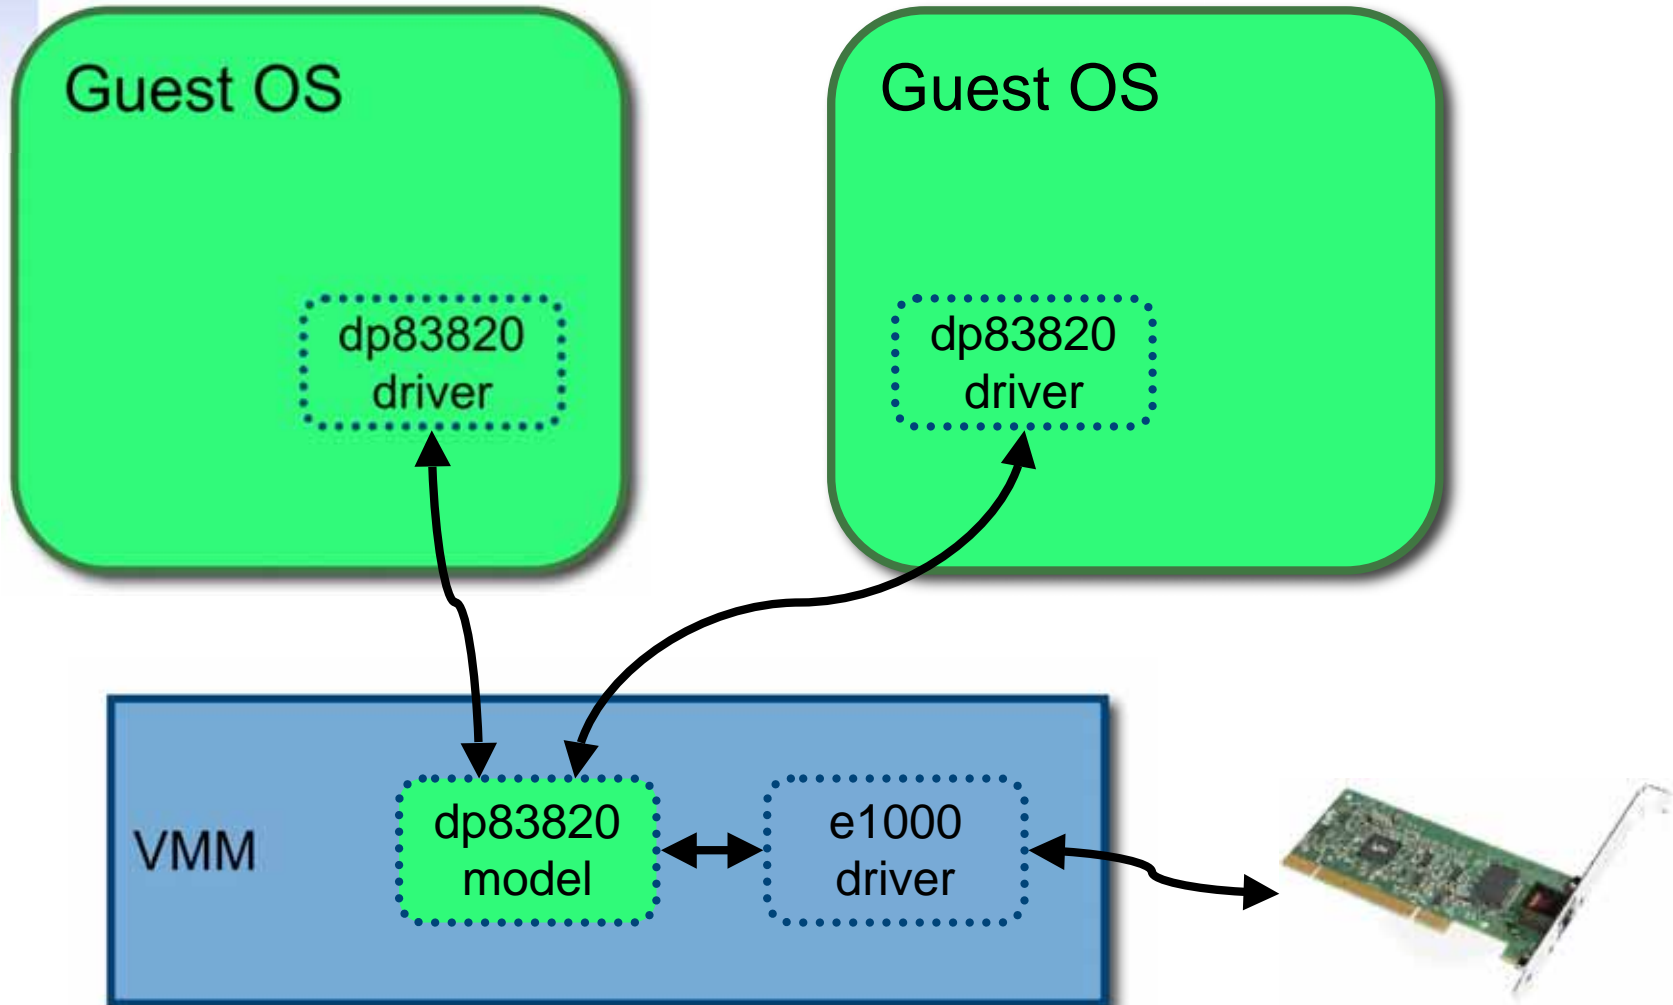 Guest OS
Guest OS
dp83820
driver
dp83820
driver
VMM
dp83820
model
e1000
driver